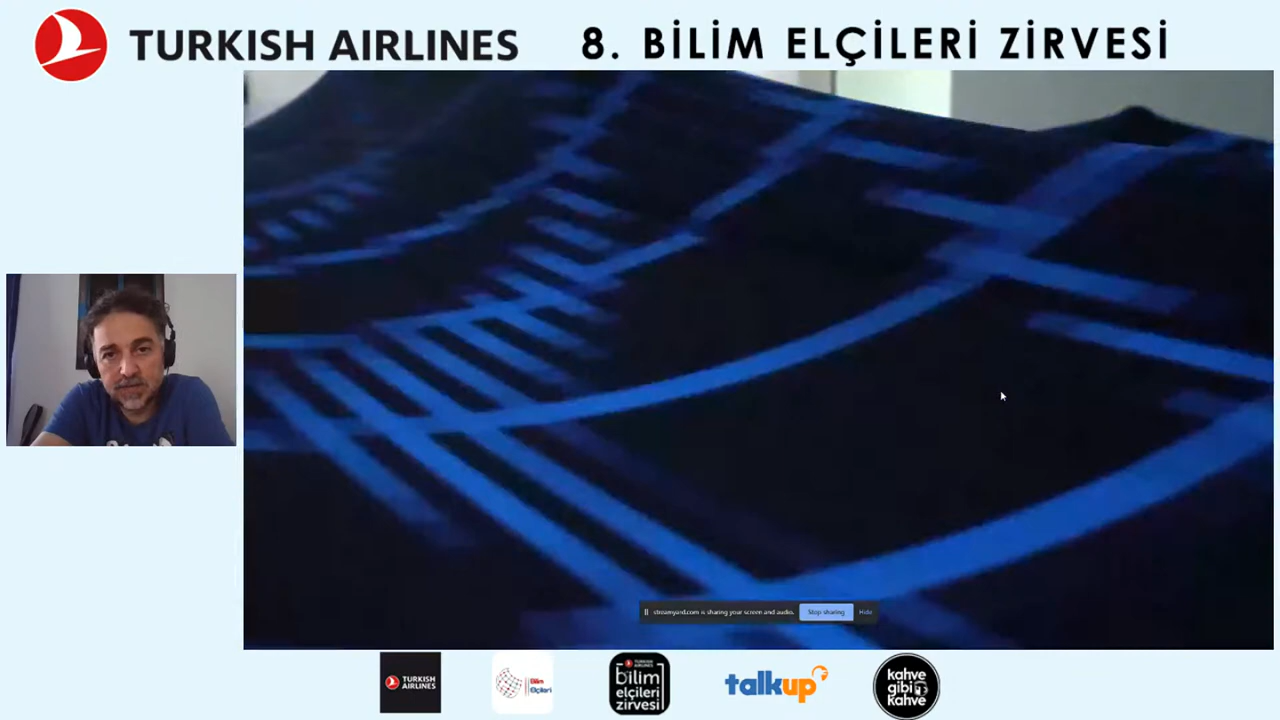 TURKISH AIRLINES
8. BİLİM ELÇİLERİ ZİRVESİ
streamyard.com is sharing your screen and audio.
Stop sharing
Hide
TURKISH
AIRLINES
Bilim
Elçileri
TURKISH
AIRLINES
bilim
elçileri
zirvesi
talkup
kahve
gibi
kahve